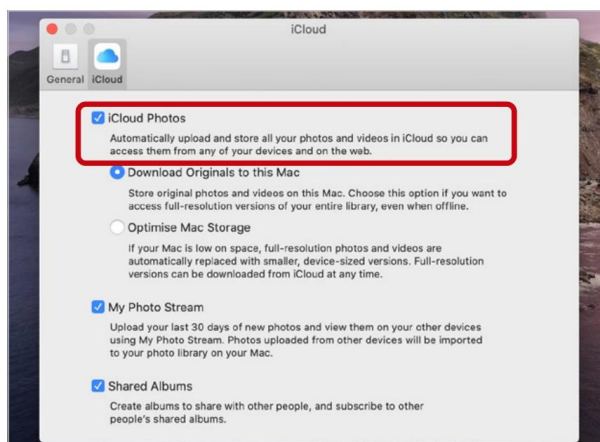 iCloud
General iCloud
iCloud Photos
Automatically upload and store all your photos and videos in iCloud so you can
access them from any of your devices and on the web.
Download Originals to this Mac
Store original photos and videos on this Mac. Choose this option if you want to
access full-resolution versions of your entire library, even when offline.
Optimise Mac Storage
If your Mac is low on space, full-resolution photos and videos are
automatically replaced with smaller, device-sized versions. Full-resolution
versions can be downloaded from iCloud at any time.
My Photo Stream
Upload your last 30 days of new photos and view them on your other devices
using My Photo Stream. Photos uploaded from other devices will be imported
to your photo library on your Mac.
Shared Albums
Create albums to share with other people, and subscribe to other
people's shared albums.